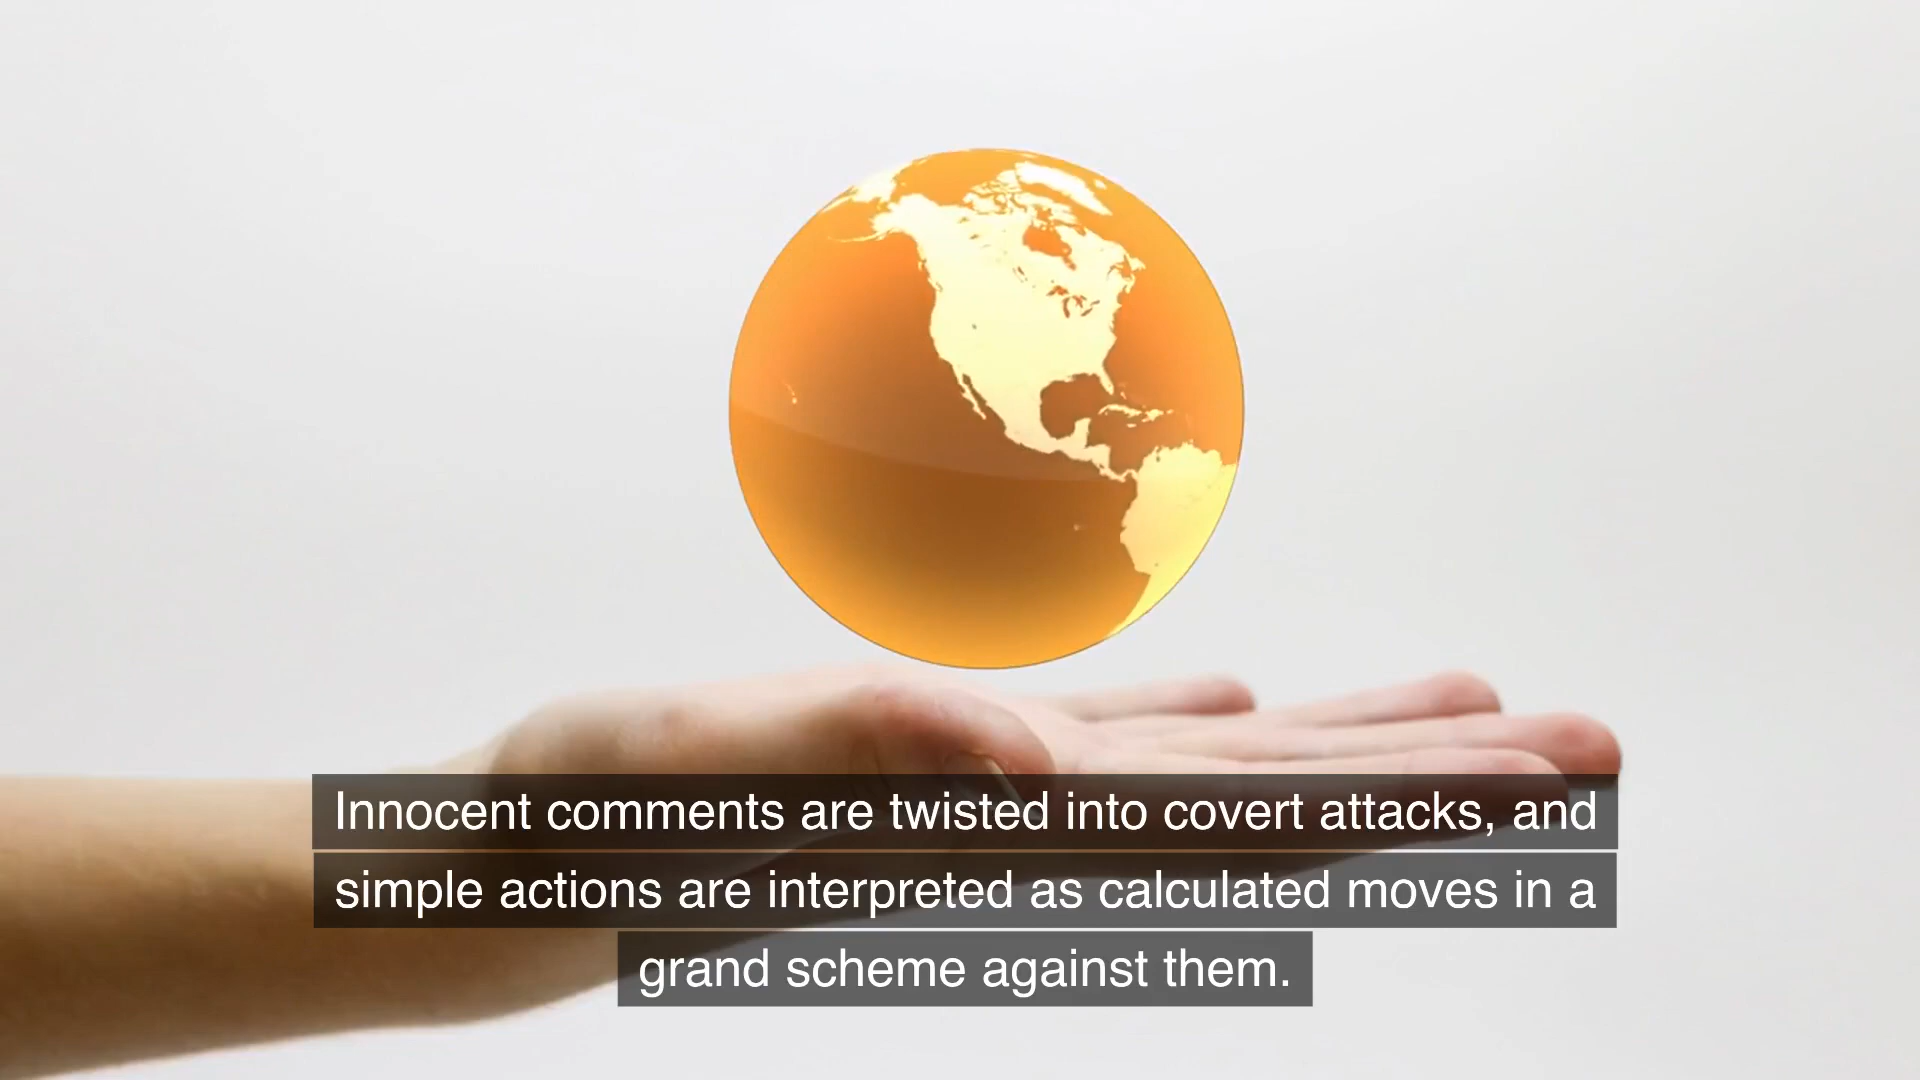 Innocent comments are twisted into covert attacks, and
simple actions are interpreted as calculated moves in a
grand scheme against them.